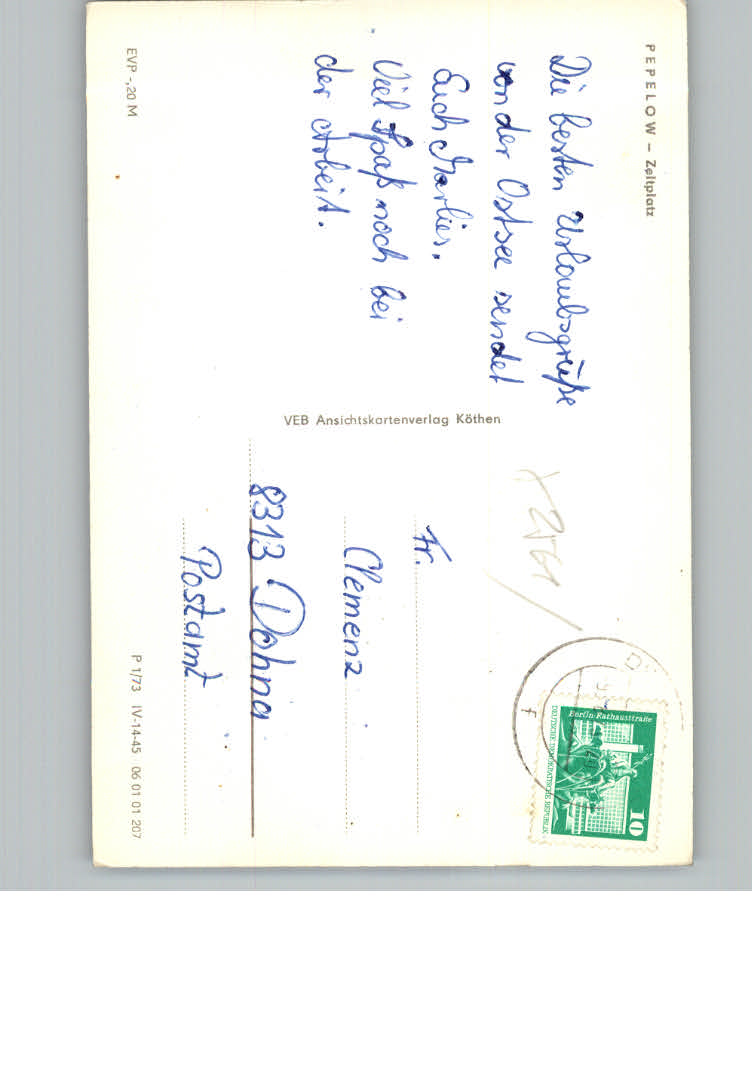 PEPELOW – Zeltplatz
Die besten Urlaubsgrüße
von der Ostsee sendet
Euch Marlies.
Viel Spaß noch bei
der Arbeit.
EVP -,20 M
VEB Ansichtskartenverlag Köthen
Berlin-Rathausstraße
DEUTSCHE DEMOKRATISCHE REPUBLIK
10
Fr.
Clemenz
8313 Dohna
Postamt
P 1/73 IV-14-45 06 01 01 207